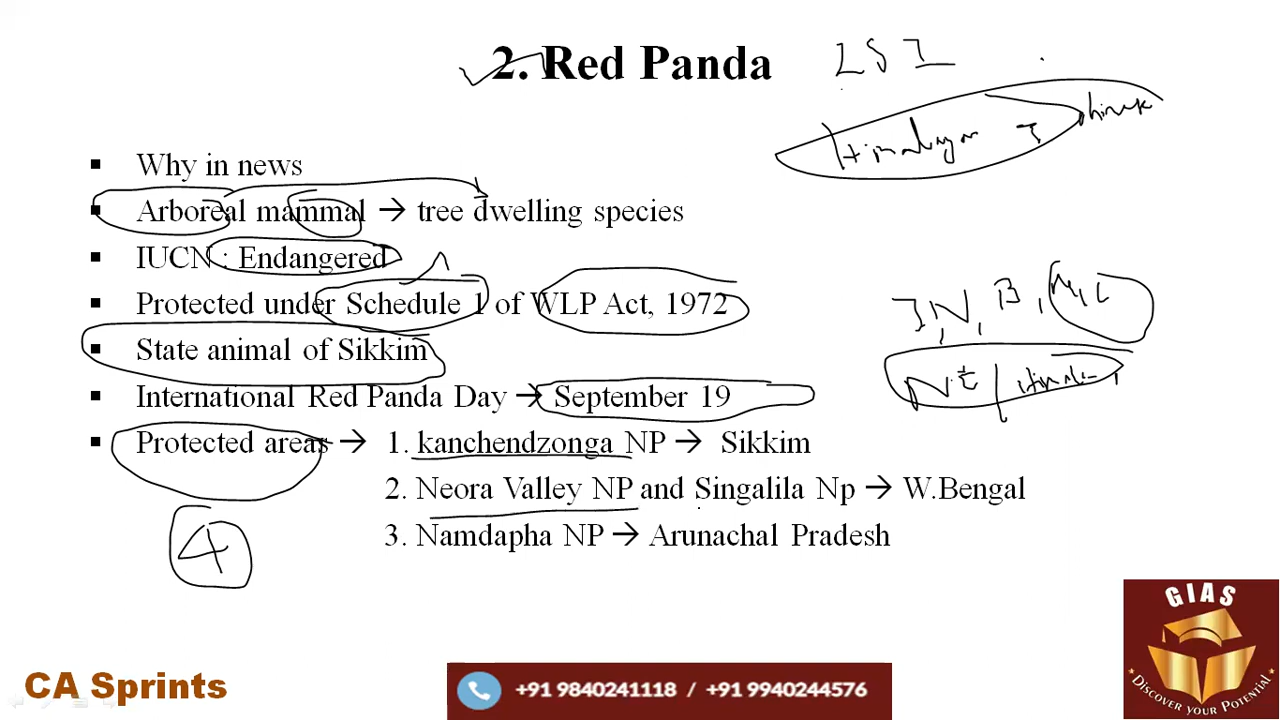 2. Red Panda
ZSI
Himalayan
▪ Why in news
▪ Arboreal mammal → tree dwelling species
▪ IUCN : Endangered
▪ Protected under Schedule 1 of WLP Act, 1972
▪ State animal of Sikkim
▪ International Red Panda Day → September 19
▪ Protected areas → 1. kanchendzonga NP → Sikkim
2. Neora Valley NP and Singalila Np → W.Bengal
3. Namdapha NP → Arunachal Pradesh
4
GIAS
DISCOVER YOUR POTENTIAL
CA Sprints
+91 9840241118 / +91 9940244576